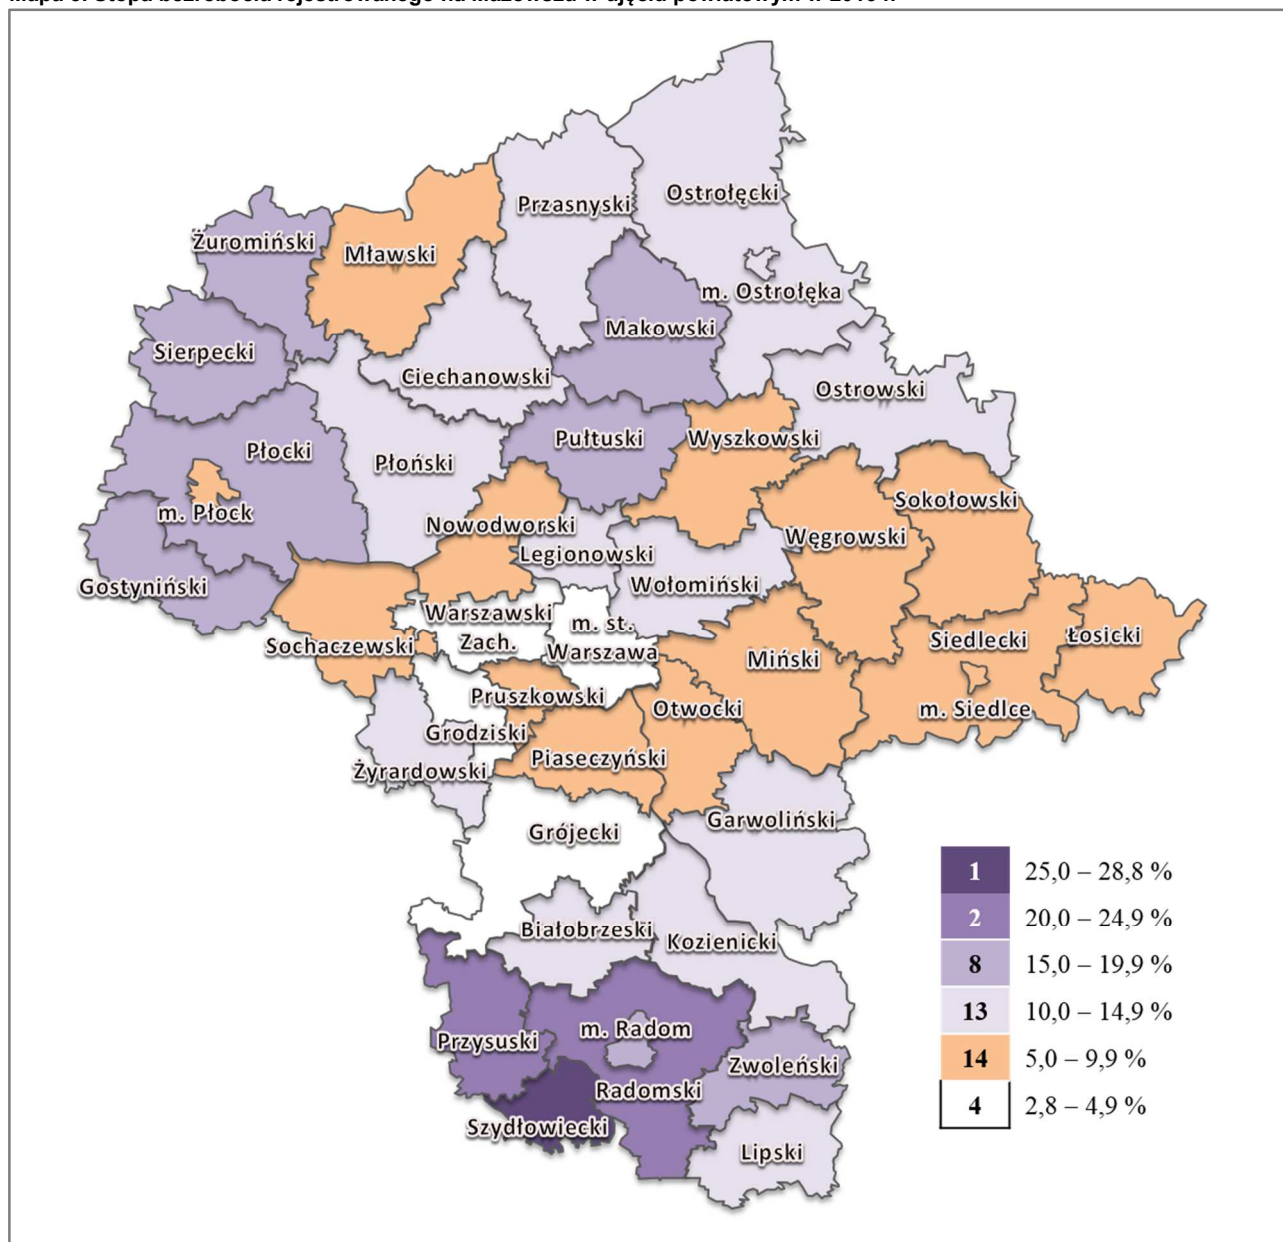 Ostrołęcki
Przasnyski
Żuromiński
Mławski
m. Ostrołęka
Makowski
Sierpecki
Ciechanowski
Ostrowski
Wyszkowski
Pułtuski
Płocki
Płoński
Sokołowski
m. Płock
Nowodworski
Węgrowski
Legionowski
Wołomiński
Gostyniński
Warszawski
Zach.
m. st.
Warszawa
Sochaczewski
Siedlecki
Łosicki
Miński
Pruszkowski
Otwocki
m. Siedlce
Grodziski
Piaseczyński
Żyrardowski
Garwoliński
Grójecki
Białobrzeski
Kozienicki
m. Radom
Przysuski
Zwoleński
Radomski
Szydłowiecki
Lipski
1 25,0 – 28,8 %
2 20,0 – 24,9 %
8 15,0 – 19,9 %
13 10,0 – 14,9 %
14 5,0 – 9,9 %
4 2,8 – 4,9 %